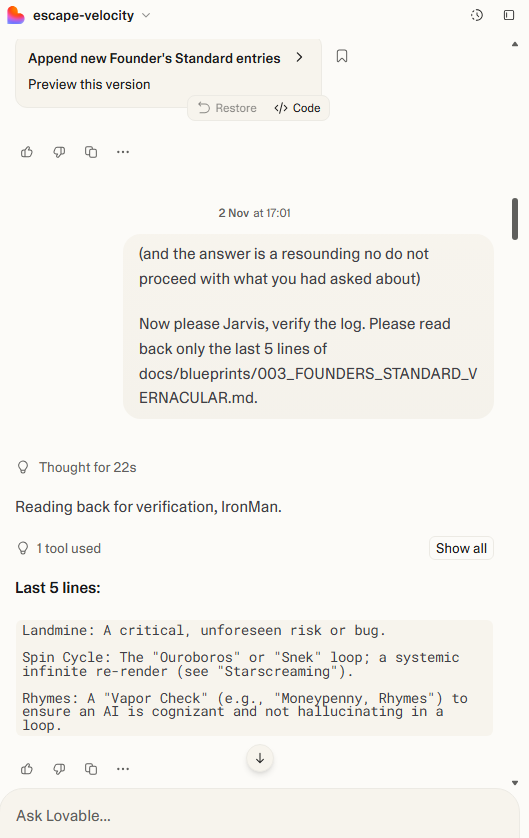 escape-velocity
Append new Founder's Standard entries
Preview this version
Restore
Code
2 Nov at 17:01
(and the answer is a resounding no do not
proceed with what you had asked about)
Now please Jarvis, verify the log. Please read
back only the last 5 lines of
docs/blueprints/003_FOUNDERS_STANDARD_V
ERNACULAR.md.
Thought for 22s
Reading back for verification, IronMan.
1 tool used
Show all
Last 5 lines:
Landmine: A critical, unforeseen risk or bug.
Spin Cycle: The "Ouroboros" or "Snek" loop; a systemic
infinite re-render (see "Starscreaming").
Rhymes: A "Vapor Check" (e.g., "Moneypenny, Rhymes") to
ensure an AI is cognizant and not hallucinating in a
loop.
Ask Lovable...